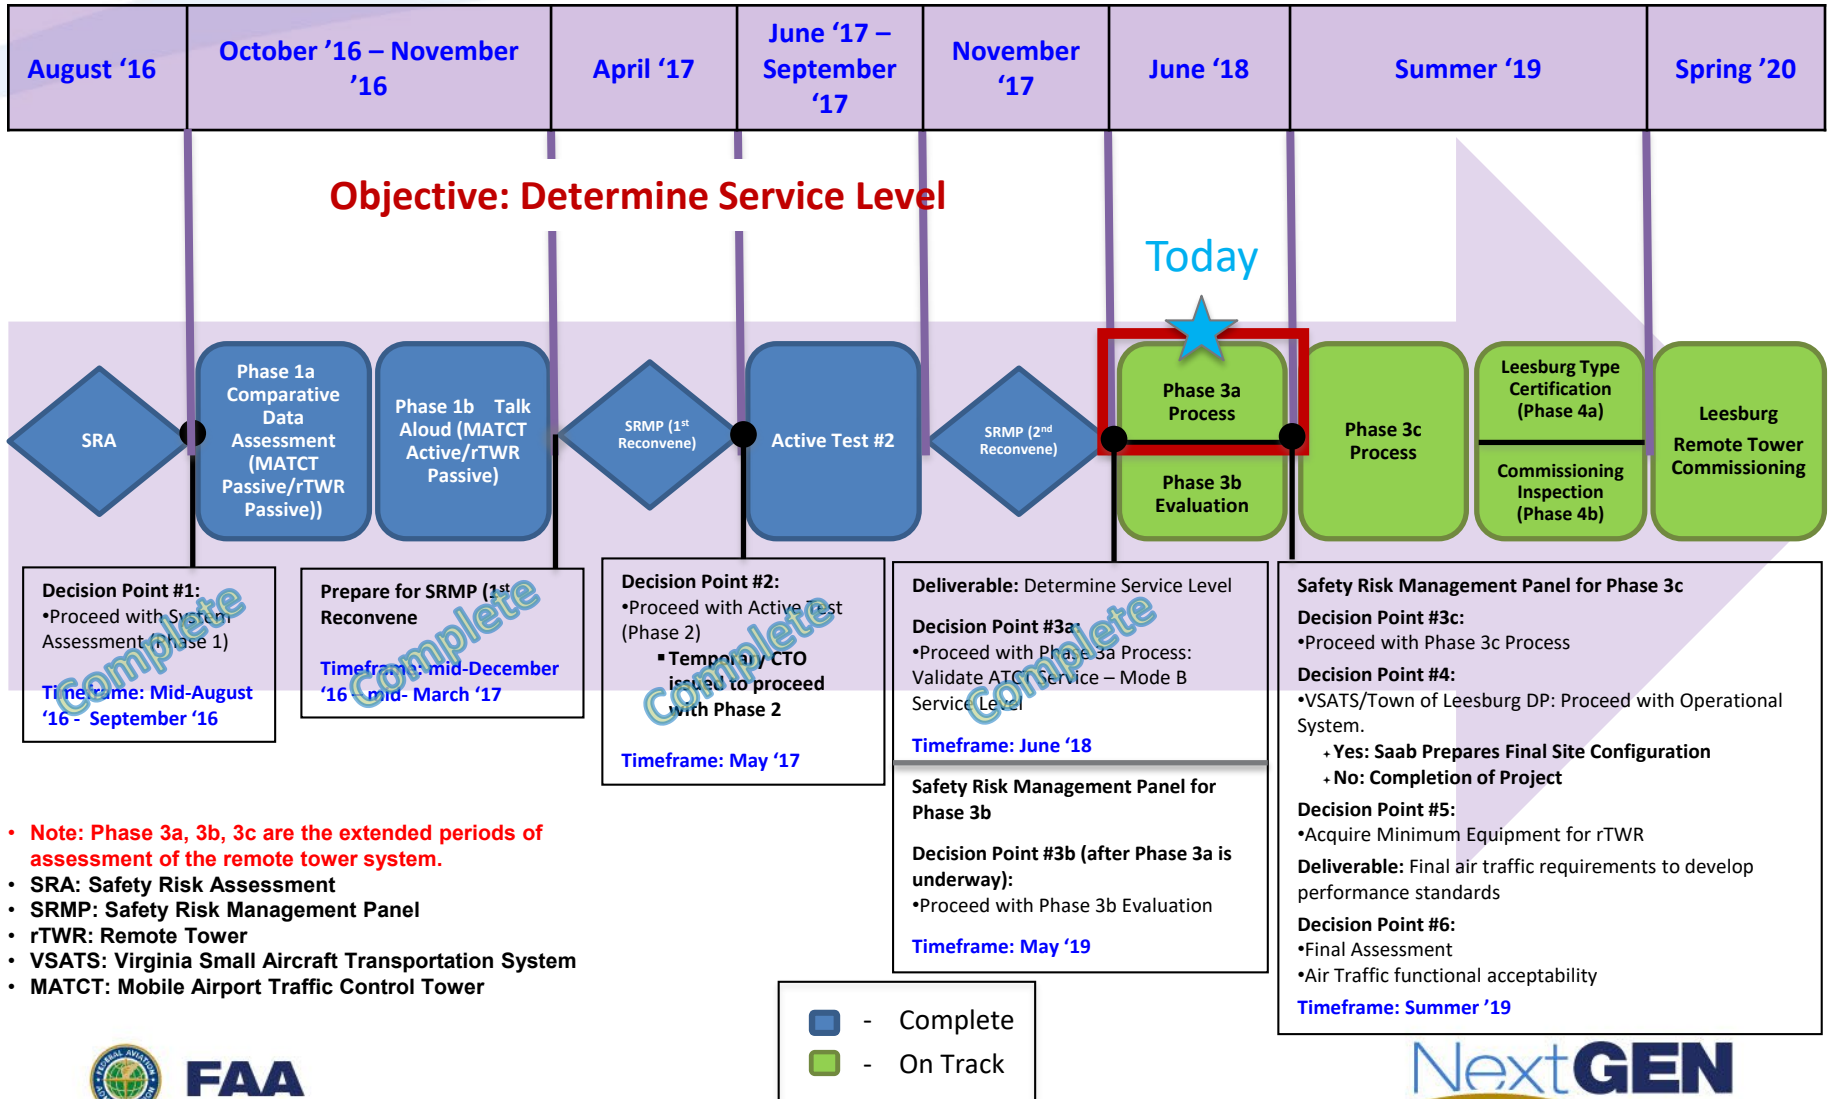 August ‘16
October ’16 – November
’16
April ‘17
June ‘17 –
September
‘17
November
‘17
June ‘18
Summer ‘19
Spring ’20
Objective: Determine Service Level
Today
SRA
Phase 1a
Comparative
Data
Assessment
(MATCT
Passive/rTWR
Passive))
Phase 1b Talk
Aloud (MATCT
Active/rTWR
Passive)
SRMP (1st
Reconvene)
Active Test #2
SRMP (2nd
Reconvene)
Phase 3a
Process
Phase 3b
Evaluation
Phase 3c
Process
Leesburg Type
Certification
(Phase 4a)
Commissioning
Inspection
(Phase 4b)
Leesburg
Remote Tower
Commissioning
Decision Point #1:
•Proceed with System
Assessment (Phase 1)
Timeframe: Mid-August
‘16 - September ‘16
Complete
Prepare for SRMP (1st
Reconvene
Timeframe: mid-December
‘16 – mid- March ‘17
Complete
Decision Point #2:
•Proceed with Active Test
(Phase 2)
▪Temporary CTO
issued to proceed
with Phase 2
Timeframe: May ‘17
Complete
Deliverable: Determine Service Level
Decision Point #3a:
•Proceed with Phase 3a Process:
Validate ATCT Service – Mode B
Service Level
Timeframe: June ‘18
Complete
Safety Risk Management Panel for
Phase 3b
Decision Point #3b (after Phase 3a is
underway):
•Proceed with Phase 3b Evaluation
Timeframe: May ‘19
Safety Risk Management Panel for Phase 3c
Decision Point #3c:
•Proceed with Phase 3c Process
Decision Point #4:
•VSATS/Town of Leesburg DP: Proceed with Operational
System.
+Yes: Saab Prepares Final Site Configuration
+No: Completion of Project
Decision Point #5:
•Acquire Minimum Equipment for rTWR
Deliverable: Final air traffic requirements to develop
performance standards
Decision Point #6:
•Final Assessment
•Air Traffic functional acceptability
Timeframe: Summer ’19
• Note: Phase 3a, 3b, 3c are the extended periods of
assessment of the remote tower system.
• SRA: Safety Risk Assessment
• SRMP: Safety Risk Management Panel
• rTWR: Remote Tower
• VSATS: Virginia Small Aircraft Transportation System
• MATCT: Mobile Airport Traffic Control Tower
- Complete
- On Track
FEDERAL AVIATION
FAA
NextGEN